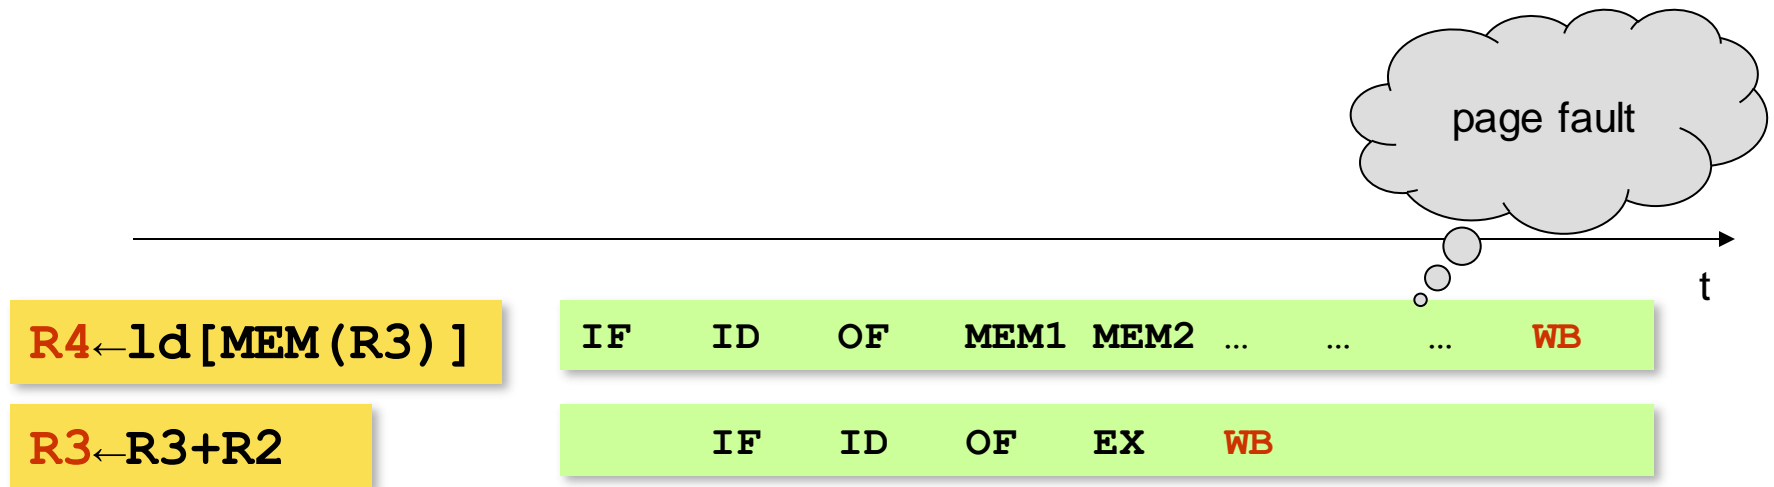 page fault
t
R4←ld[MEM(R3)]
IF ID OF MEM1 MEM2 … … … WB
R3←R3+R2
IF ID OF EX WB